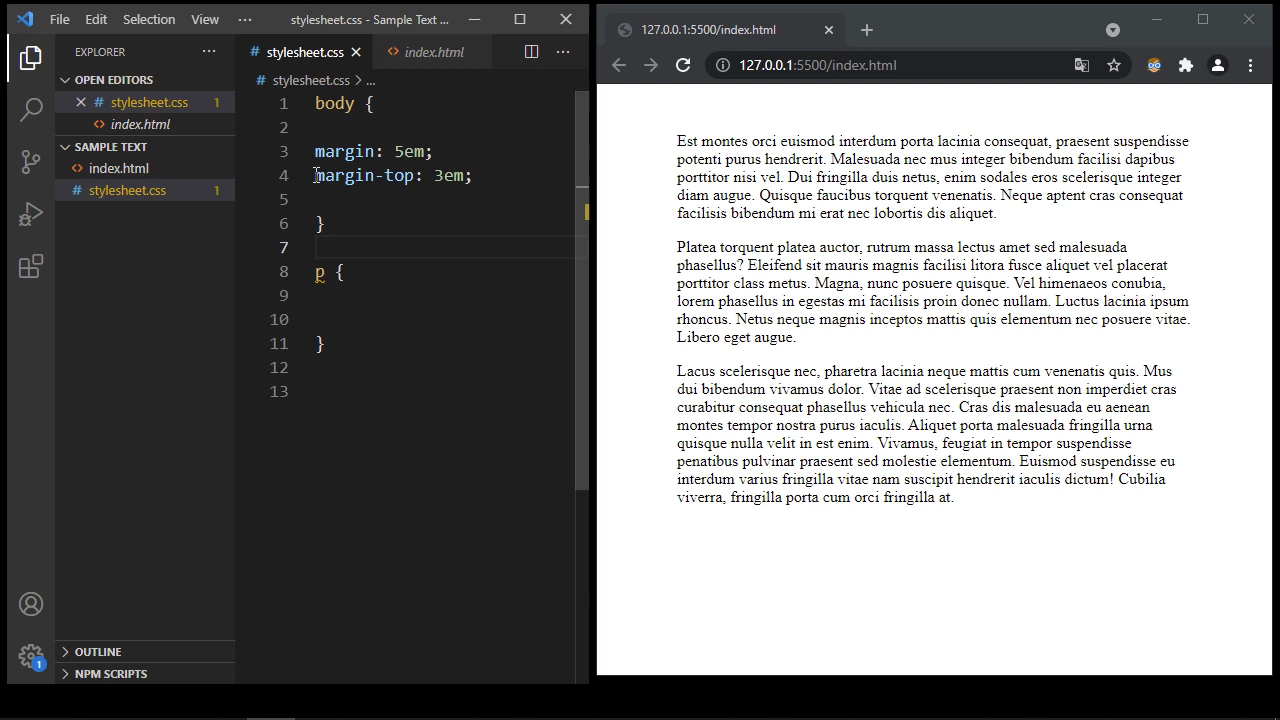 File Edit Selection View ··· stylesheet.css - Sample Text ...
EXPLORER ···
OPEN EDITORS
# stylesheet.css 1
<> index.html
SAMPLE TEXT
<> index.html
# stylesheet.css 1
OUTLINE
NPM SCRIPTS
1
# stylesheet.css <> index.html ···
# stylesheet.css > ...
1 body {
2
3 margin: 5em;
4 margin-top: 3em;
5
6 }
7
8 p {
9
10
11 }
12
13
127.0.0.1:5500/index.html
127.0.0.1:5500/index.html
Est montes orci euismod interdum porta lacinia consequat, praesent suspendisse
potenti purus hendrerit. Malesuada nec mus integer bibendum facilisi dapibus
porttitor nisi vel. Dui fringilla duis netus, enim sodales eros scelerisque integer
diam augue. Quisque faucibus torquent venenatis. Neque aptent cras consequat
facilisis bibendum mi erat nec lobortis dis aliquet.
Platea torquent platea auctor, rutrum massa lectus amet sed malesuada
phasellus? Eleifend sit mauris magnis facilisi litora fusce aliquet vel placerat
porttitor class metus. Magna, nunc posuere quisque. Vel himenaeos conubia,
lorem phasellus in egestas mi facilisis proin donec nullam. Luctus lacinia ipsum
rhoncus. Netus neque magnis inceptos mattis quis elementum nec posuere vitae.
Libero eget augue.
Lacus scelerisque nec, pharetra lacinia neque mattis cum venenatis quis. Mus
dui bibendum vivamus dolor. Vitae ad scelerisque praesent non imperdiet cras
curabitur consequat phasellus vehicula nec. Cras dis malesuada eu aenean
montes tempor nostra purus iaculis. Aliquet porta malesuada fringilla urna
quisque nulla velit in est enim. Vivamus, feugiat in tempor suspendisse
penatibus pulvinar praesent sed molestie elementum. Euismod suspendisse eu
interdum varius fringilla vitae nam suscipit hendrerit iaculis dictum! Cubilia
viverra, fringilla porta cum orci fringilla at.